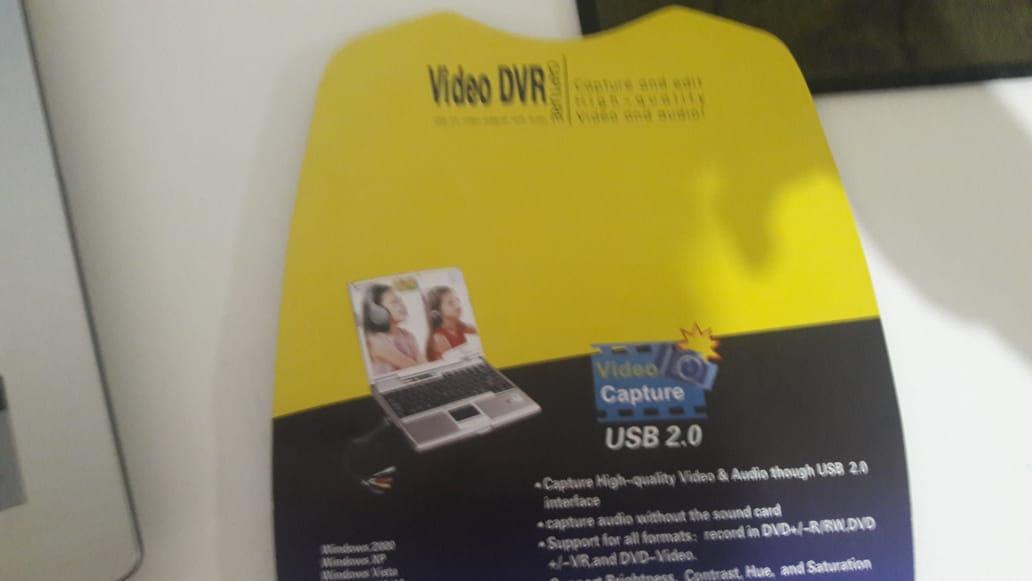 Video DVR
CAPTURE
Capture and edit
High-quality
video and audio!
Video
Capture
USB 2.0
•Capture High-quality Video & Audio though USB 2.0
interface
•capture audio without the sound card
•Support for all formats: record in DVD+/-R/RW,DVD
+/-VR,and DVD-Video.
Brightness, Contrast, Hue, and Saturation
Windows 2000
Windows XP
Windows Vista